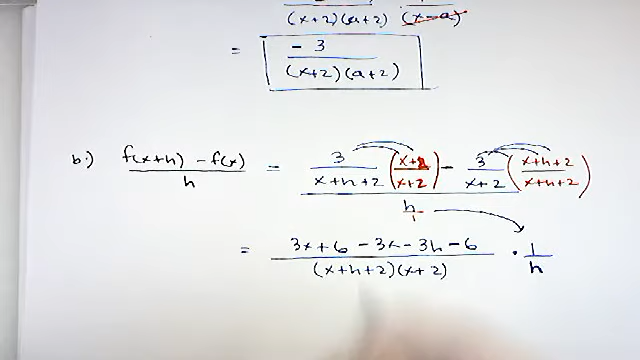 (x+2)(a+2) (x-a)
= -3 / (x+2)(a+2)
b.) f(x+h) - f(x) / h = 3 / x+h+2 (x+2 / x+2) - 3 / x+2 (x+h+2 / x+h+2) / h / 1
= 3x+6 - 3x - 3h - 6 / (x+h+2)(x+2) · 1 / h